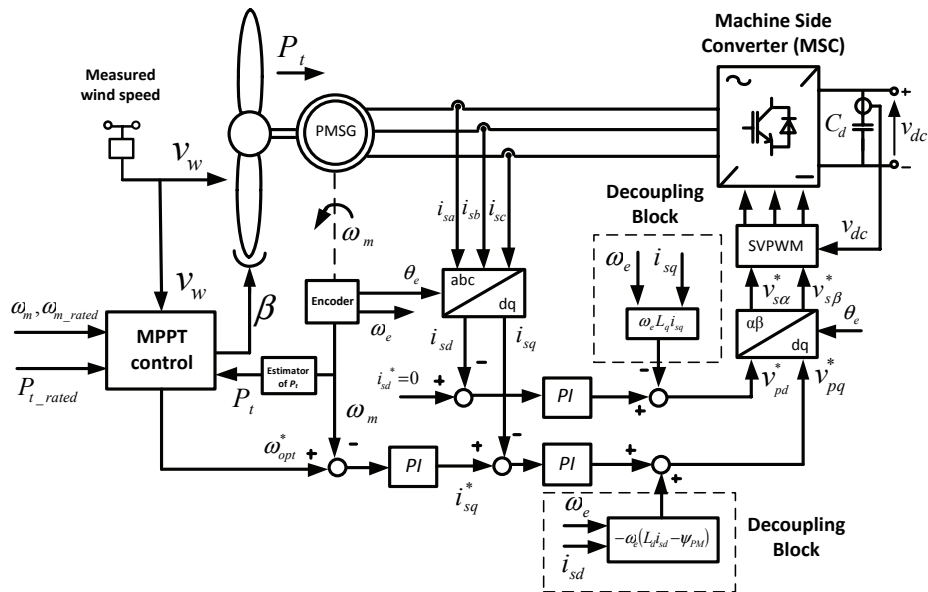 Machine Side
Converter (MSC)
P_t
Measured
wind speed
PMSG
C_d
+
v_dc
-
v_w
Decoupling
Block
i_sa
i_sb
i_sc
ω_m
v_dc
SVPWM
ω_e
i_sq
v_w
θ_e
abc
dq
v*_sα
v*_sβ
β
Encoder
ω_e
ω_e L_q i_sq
αβ
dq
θ_e
ω_m, ω_m_rated
MPPT
control
i_sd
i_sq
P_t_rated
Estimator
of P_t
P_t
-
-
i_sd*=0
+
PI
+
v*_pd
v*_pq
ω_m
ω*_opt
+
-
PI
+
-
i*_sq
PI
+
+
ω_e
i_sd
-ω_e(L_d i_sd - ψ_PM)
Decoupling
Block